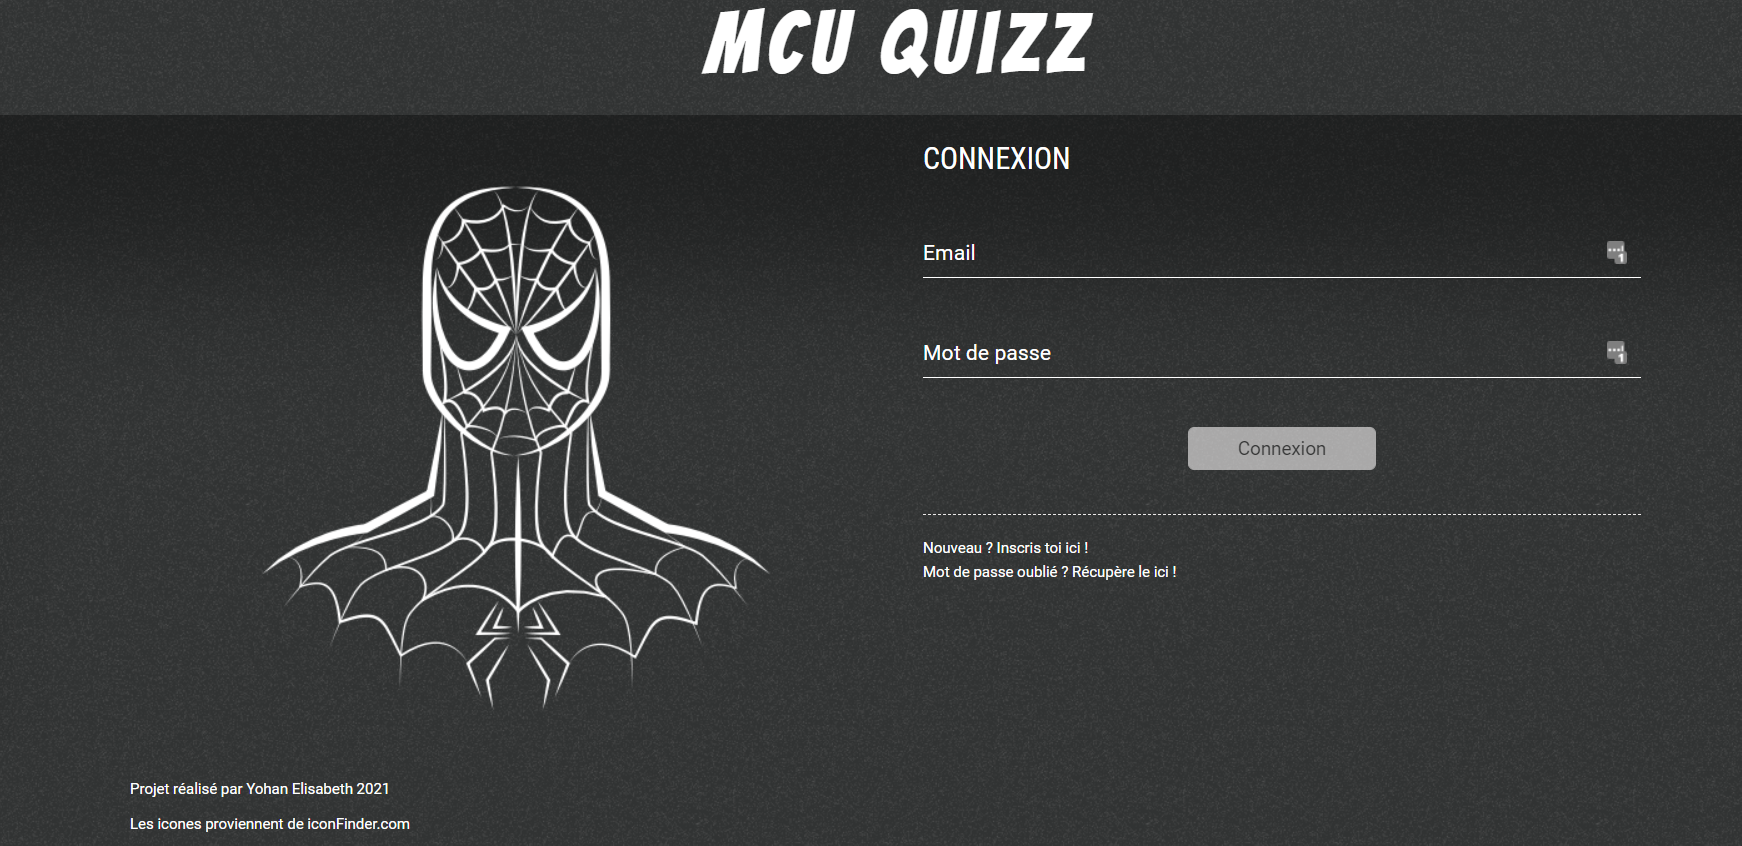 MCU QUIZZ
CONNEXION
Email
Mot de passe
Connexion
Nouveau ? Inscris toi ici !
Mot de passe oublié ? Récupère le ici !
Projet réalisé par Yohan Elisabeth 2021
Les icones proviennent de iconFinder.com